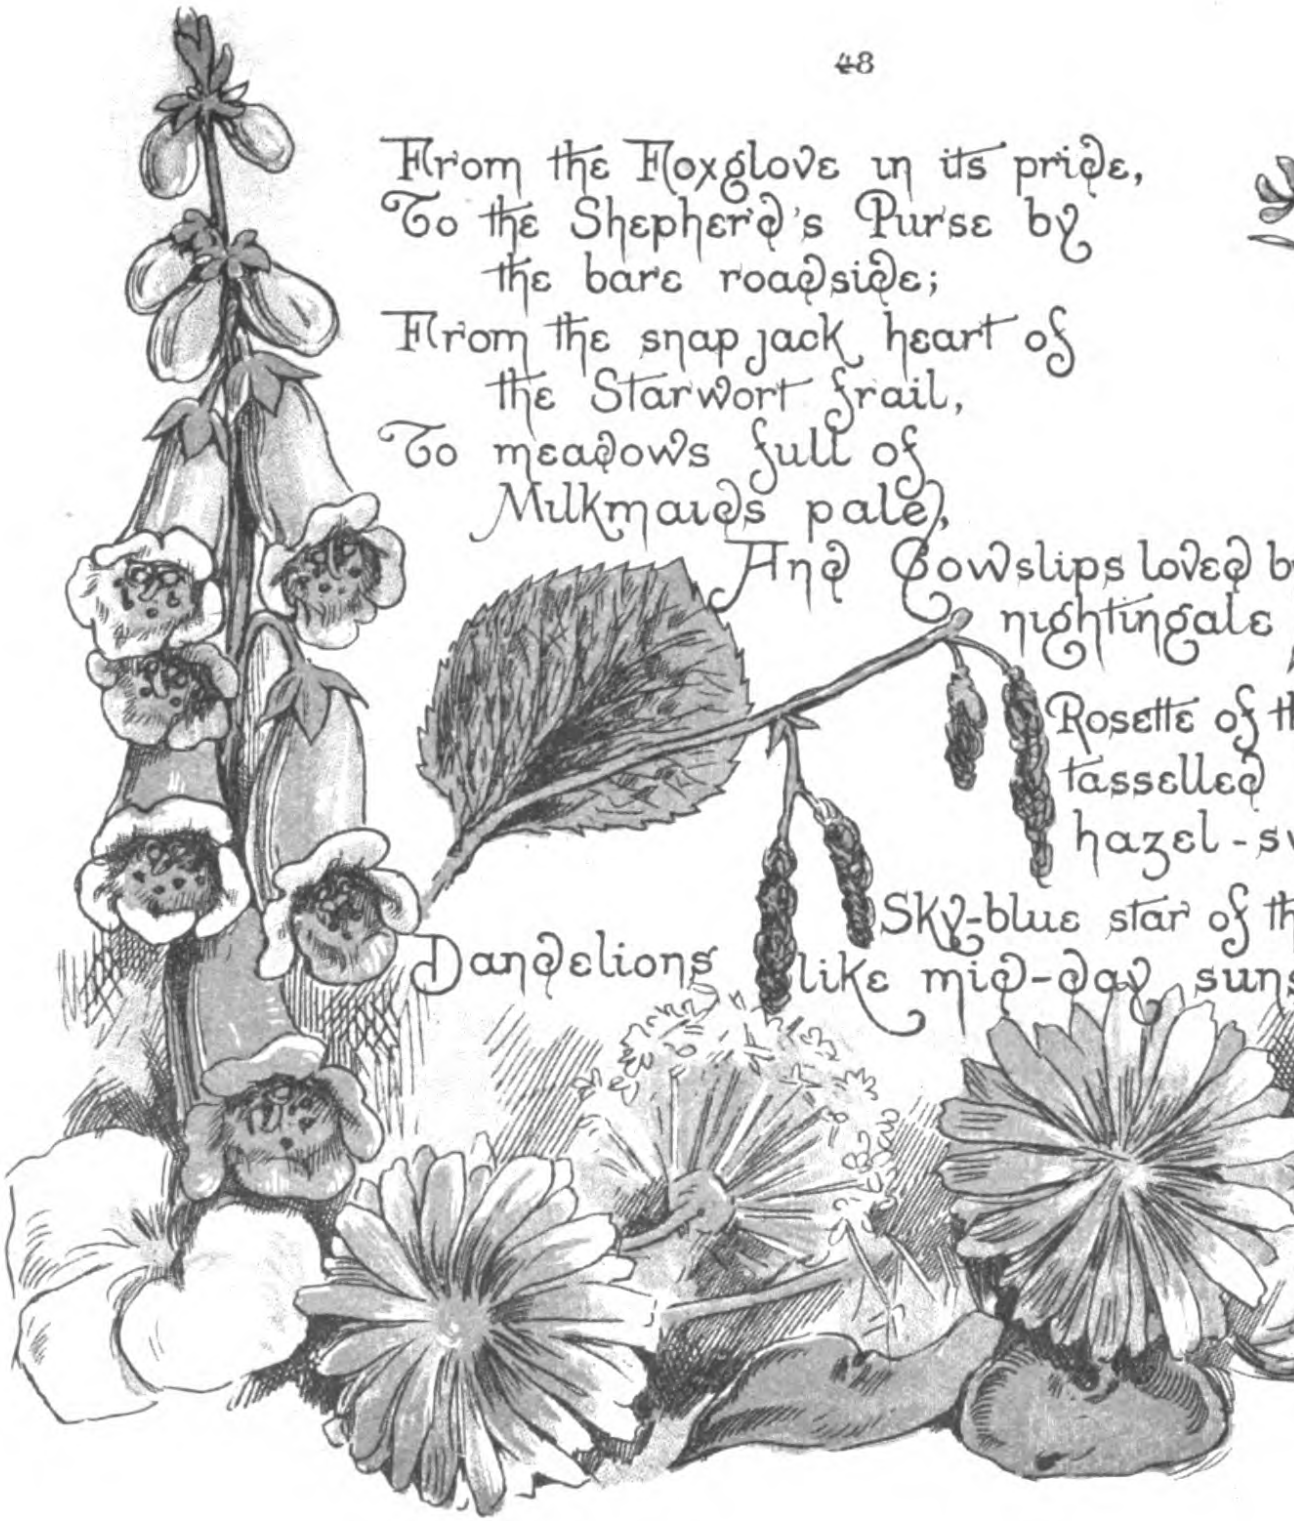 48
From the Foxglove in its pride,
To the Shepherd's Purse by
the bare roadside;
From the snap jack heart of
the Starwort frail,
To meadows full of
Milkmaids pale,
And Cowslips loved
nightingale
Rosette of
tasselled
hazel-
Sky-blue star of
Dandelions like mid-day suns